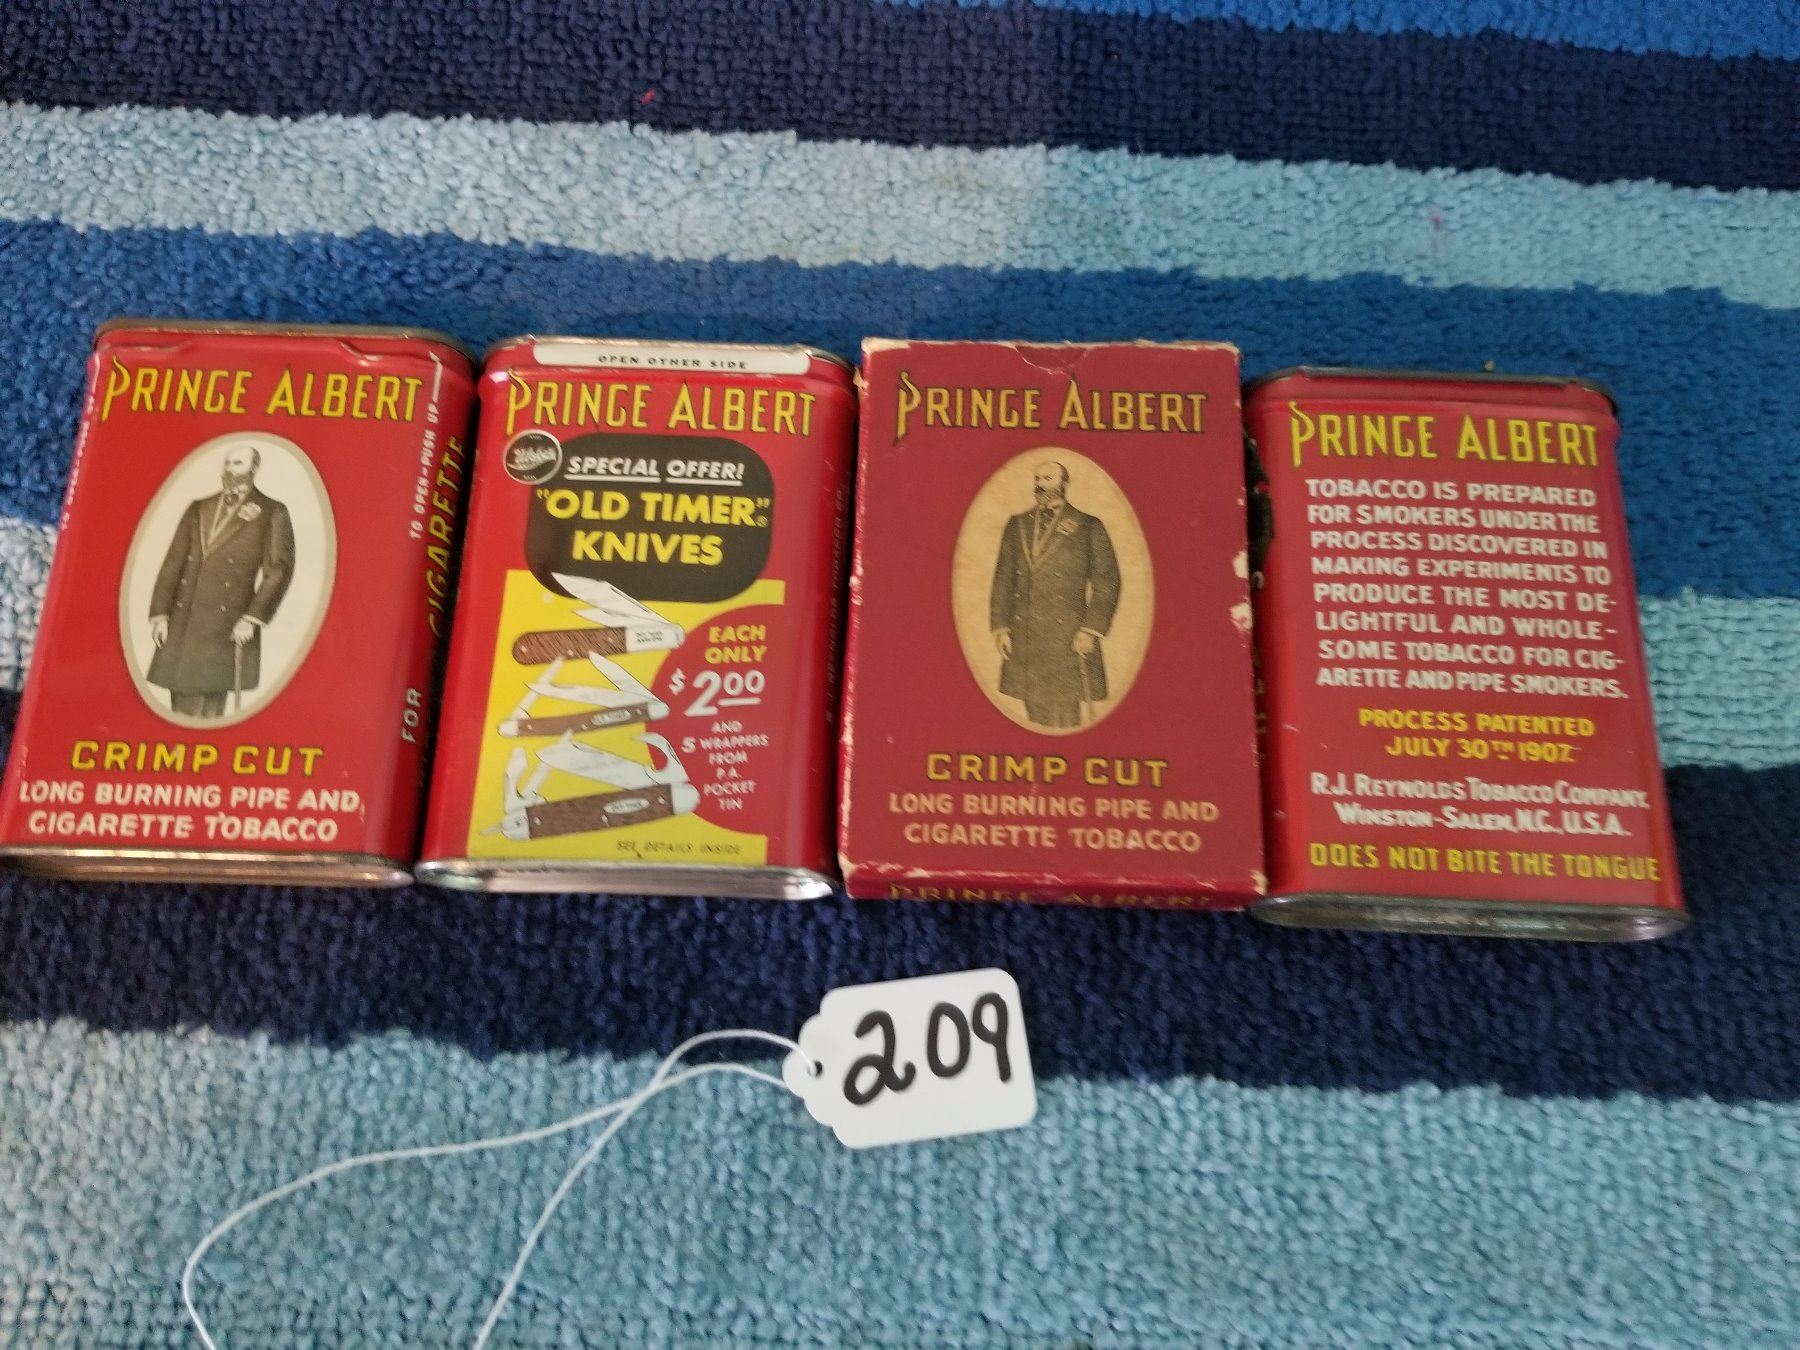 PRINCE ALBERT
TO OPEN-PUSH UP
FOR CIGARETTE
CRIMP CUT
LONG BURNING PIPE AND
CIGARETTE TOBACCO
OPEN OTHER SIDE
PRINCE ALBERT
SPECIAL OFFER!
"OLD TIMER"®
KNIVES
EACH
ONLY
$2.00
AND
5 WRAPPERS
FROM
P.A.
POCKET
TIN
SEE DETAILS INSIDE
PRINCE ALBERT
CRIMP CUT
LONG BURNING PIPE AND
CIGARETTE TOBACCO
PRINCE ALBERT
PRINCE ALBERT
TOBACCO IS PREPARED
FOR SMOKERS UNDER THE
PROCESS DISCOVERED IN
MAKING EXPERIMENTS TO
PRODUCE THE MOST DE-
LIGHTFUL AND WHOLE-
SOME TOBACCO FOR CIG-
ARETTE AND PIPE SMOKERS.
PROCESS PATENTED
JULY 30TH 1907.
R.J. REYNOLDS TOBACCO COMPANY,
WINSTON-SALEM, N.C., U.S.A.
DOES NOT BITE THE TONGUE
209